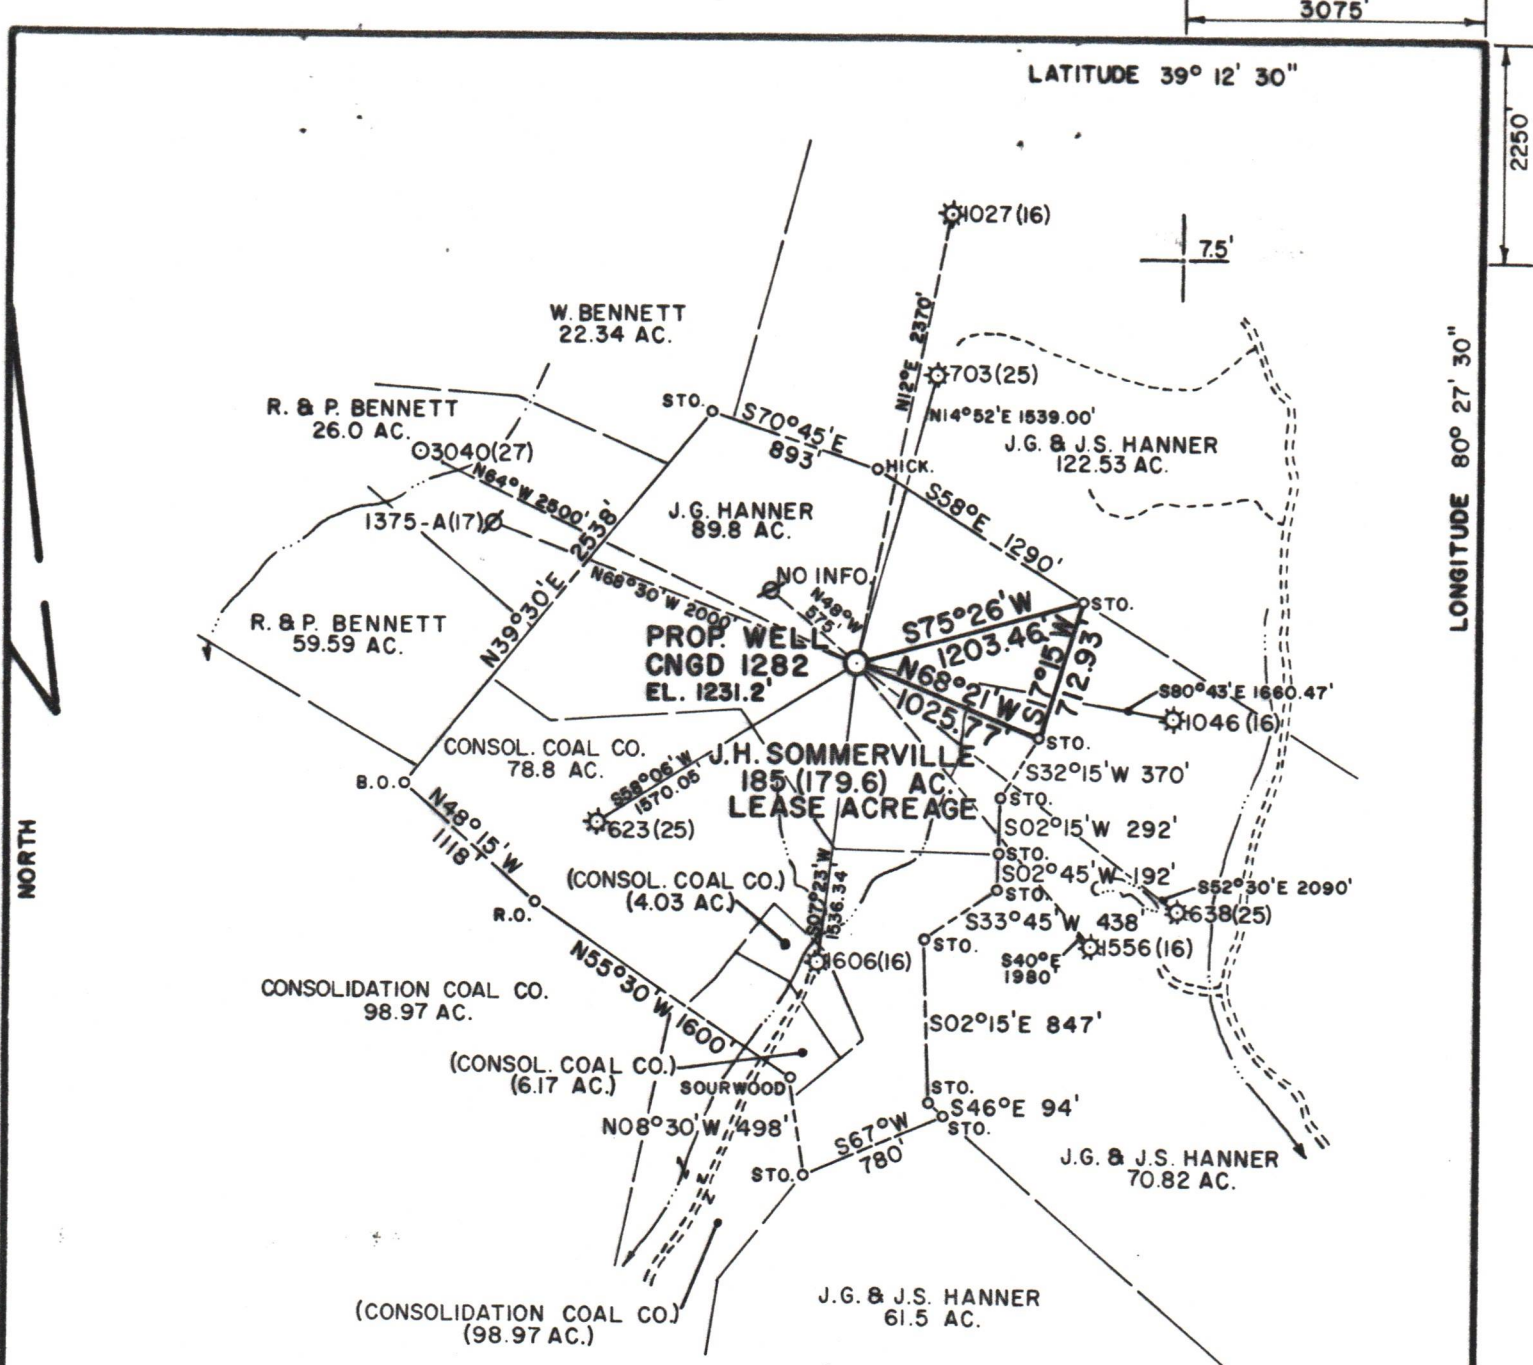 3075'
LATITUDE 39° 12' 30"
2250'
1027(16)
7.5'
N12°E 2370'
W. BENNETT
22.34 AC.
LONGITUDE 80° 27' 30"
703(25)
R. & P. BENNETT
26.0 AC.
STO.
S70°45'E
893'
N14°52'E 1539.00'
J.G. & J.S. HANNER
122.53 AC.
3040(27)
N64°W 2500'
HICK.
S58°E 1290'
1375-A(17)
J.G. HANNER
89.8 AC.
N39°30'E 2538'
N68°30'W 2000'
NO INFO.
N48°W
575'
STO.
R. & P. BENNETT
59.59 AC.
PROP. WELL
CNGD 1282
EL. 1231.2'
S75°26'W
1203.46'
S17°15'W
712.93'
N68°21'W
1025.77'
S80°43'E 1660.47'
1046(16)
STO.
CONSOL. COAL CO.
78.8 AC.
J.H. SOMMERVILLE
185 (179.6) AC.
LEASE ACREAGE
S32°15'W 370'
B.O.
S58°06'W
1570.05'
STO.
N48°15'W
1118'
623(25)
S02°15'W 292'
NORTH
STO.
S02°45'W 192'
(CONSOL. COAL CO.)
(4.03 AC.)
S07°23'W
1536.34'
STO.
S52°30'E 2090'
R.O.
638(25)
S33°45'W 438'
STO.
S40°E
1980'
1556(16)
N55°30'W 1600'
1606(16)
CONSOLIDATION COAL CO.
98.97 AC.
S02°15'E 847'
(CONSOL. COAL CO.)
(6.17 AC.)
SOURWOOD
STO.
S46°E 94'
STO.
N08°30'W 498'
S67°W
780'
STO.
J.G. & J.S. HANNER
70.82 AC.
J.G. & J.S. HANNER
61.5 AC.
(CONSOLIDATION COAL CO.)
(98.97 AC.)